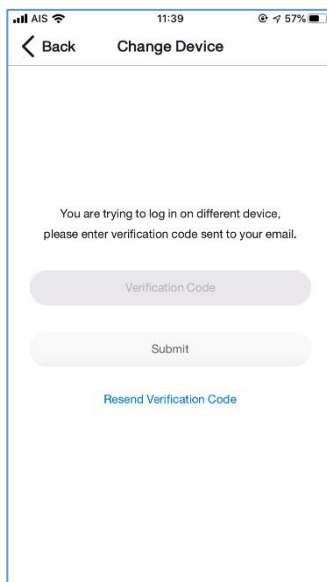 AIS 11:39 57%
Back Change Device
You are trying to log in on different device,
please enter verification code sent to your email.
Verification Code
Submit
Resend Verification Code